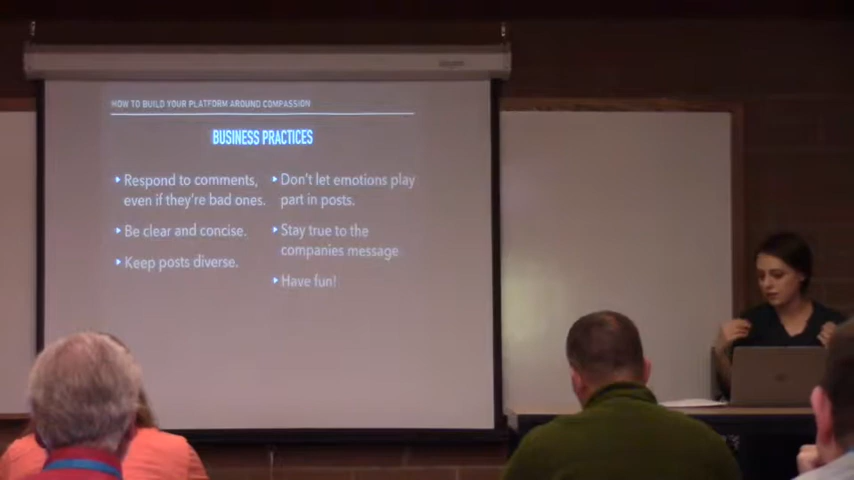 HOW TO BUILD YOUR PLATFORM AROUND COMPASSION
BUSINESS PRACTICES
Respond to comments,
even if they're bad ones.
Be clear and concise.
Keep posts diverse.
Don't let emotions play
part in posts.
Stay true to the
companies message
Have fun!